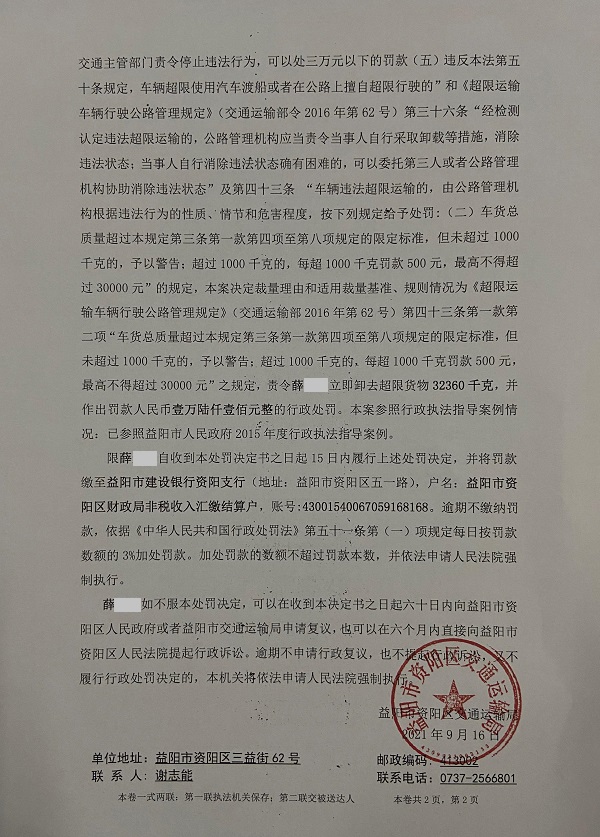 交通主管部门责令停止违法行为，可以处三万元以下的罚款（五）违反本法第五
十条规定，车辆超限使用汽车渡船或者在公路上擅自超限行驶的”和《超限运输
车辆行驶公路管理规定》（交通运输部令 2016 年第 62 号）第三十六条“经检测
认定违法超限运输的，公路管理机构应当责令当事人自行采取卸载等措施，消除
违法状态；当事人自行消除违法状态确有困难的，可以委托第三人或者公路管理
机构协助消除违法状态”及第四十三条 “车辆违法超限运输的，由公路管理机
构根据违法行为的性质、情节和危害程度，按下列规定给予处罚:（二）车货总
质量超过本规定第三条第一款第四项至第八项规定的限定标准，但未超过 1000
千克的，予以警告；超过 1000 千克的，每超 1000 千克罚款 500 元，最高不得超
过 30000 元”的规定，本案决定裁量理由和适用裁量基准、规则情况为《超限运
输车辆行驶公路管理规定》（交通运输部 2016 年第 62 号）第四十三条第一款第
二项“车货总质量超过本规定第三条第一款第四项至第八项规定的限定标准，但
未超过 1000 千克的，予以警告；超过 1000 千克的，每超 1000 千克罚款 500 元，
最高不得超过 30000 元”之规定，责令薛 立即卸去超限货物 32360 千克，并
作出罚款人民币壹万陆仟壹佰元整的行政处罚。本案参照行政执法指导案例情
况：已参照益阳市人民政府 2015 年度行政执法指导案例。
限薛 自收到本处罚决定书之日起 15 日内履行上述处罚决定，并将罚款
缴至益阳市建设银行资阳支行（地址：益阳市资阳区五一路），户名：益阳市资
阳区财政局非税收入汇缴结算户，账号:43001540067059168168。逾期不缴纳罚
款，依据《中华人民共和国行政处罚法》第五十一条第（一）项规定每日按罚款
数额的 3%加处罚款。加处罚款的数额不超过罚款本数，并依法申请人民法院强
制执行。
薛 如不服本处罚决定，可以在收到本决定书之日起六十日内向益阳市资
阳区人民政府或者益阳市交通运输局申请复议，也可以在六个月内直接向益阳市
资阳区人民法院提起行政诉讼。逾期不申请行政复议，也不提起行政诉讼，又不
履行行政处罚决定的，本机关将依法申请人民法院强制执行
益阳市资阳区交通运输局
益阳市资阳区交通运输局
2021 年 9 月 16 日
单位地址：益阳市资阳区三益街 62 号 邮政编码：413002
联 系 人：谢志能 联系电话：0737-2566801
本卷一式两联：第一联执法机关保存；第二联交被送达人 本卷共 2 页，第 2 页